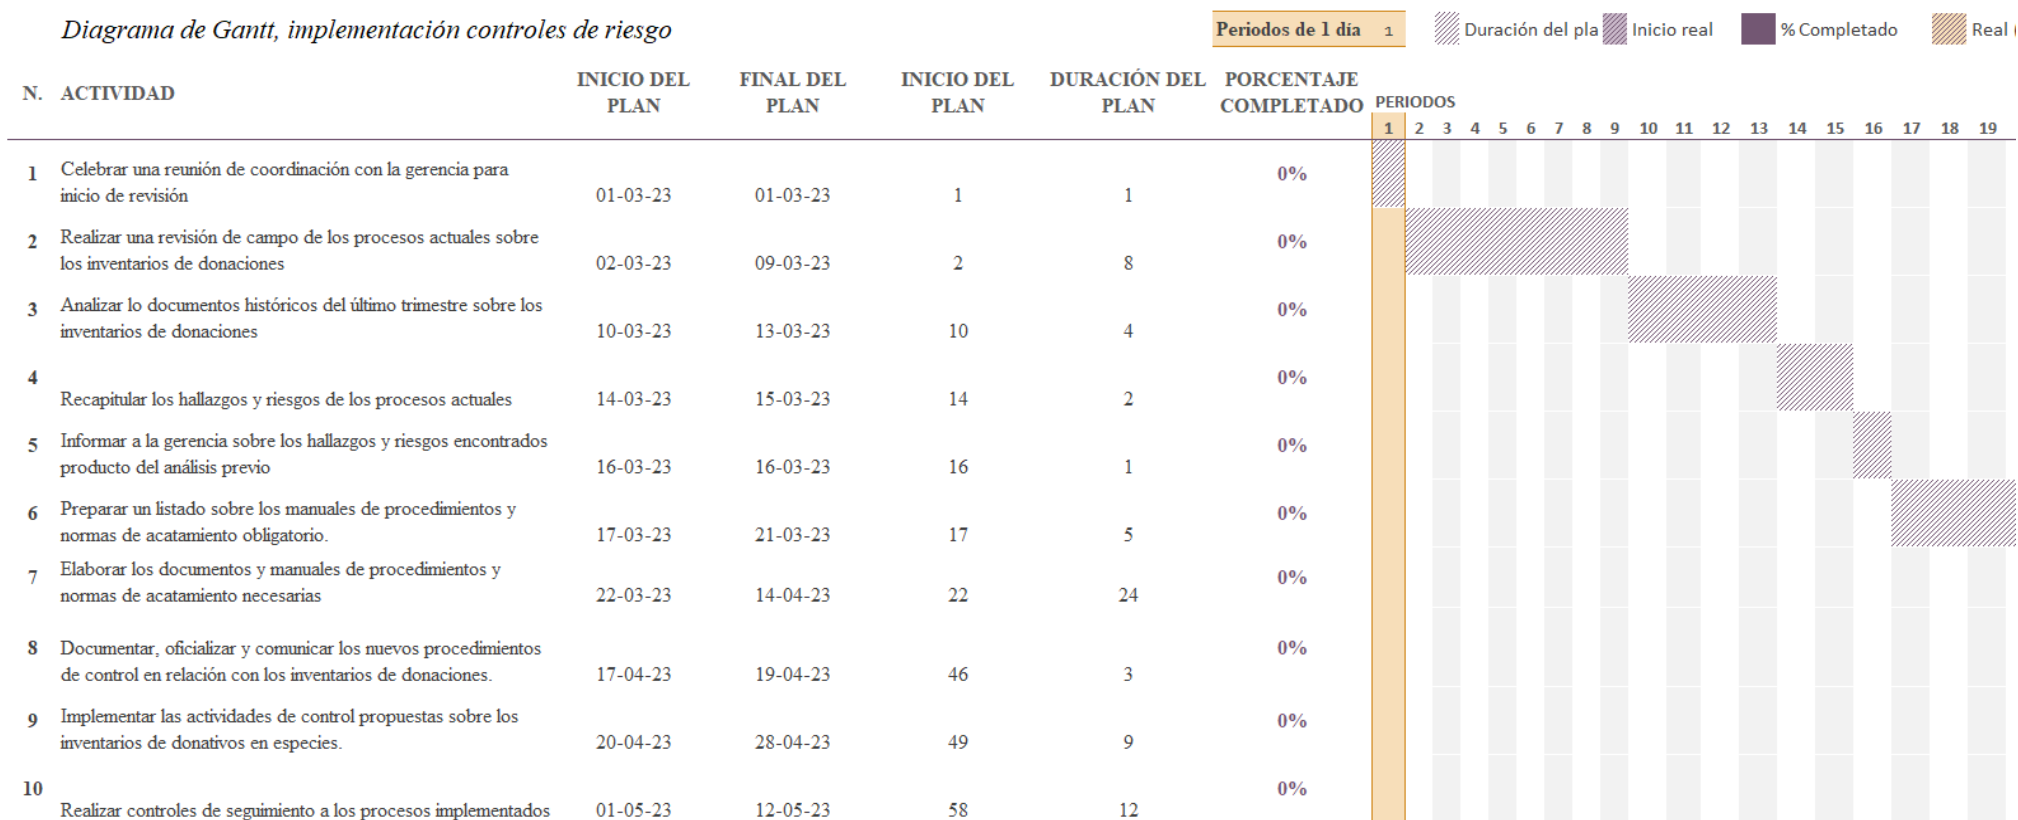 Diagrama de Gantt, implementación controles de riesgo
Periodos de 1 día 1
Duración del pla
Inicio real
% Completado
Real (
N. ACTIVIDAD
INICIO DEL PLAN
FINAL DEL PLAN
INICIO DEL PLAN
DURACIÓN DEL PLAN
PORCENTAJE COMPLETADO
PERIODOS
1 2 3 4 5 6 7 8 9 10 11 12 13 14 15 16 17 18 19
1 Celebrar una reunión de coordinación con la gerencia para
inicio de revisión 01-03-23 01-03-23 1 1 0%
2 Realizar una revisión de campo de los procesos actuales sobre
los inventarios de donaciones 02-03-23 09-03-23 2 8 0%
3 Analizar lo documentos históricos del último trimestre sobre los
inventarios de donaciones 10-03-23 13-03-23 10 4 0%
4 Recapitular los hallazgos y riesgos de los procesos actuales 14-03-23 15-03-23 14 2 0%
5 Informar a la gerencia sobre los hallazgos y riesgos encontrados
producto del análisis previo 16-03-23 16-03-23 16 1 0%
6 Preparar un listado sobre los manuales de procedimientos y
normas de acatamiento obligatorio. 17-03-23 21-03-23 17 5 0%
7 Elaborar los documentos y manuales de procedimientos y
normas de acatamiento necesarias 22-03-23 14-04-23 22 24 0%
8 Documentar, oficializar y comunicar los nuevos procedimientos
de control en relación con los inventarios de donaciones. 17-04-23 19-04-23 46 3 0%
9 Implementar las actividades de control propuestas sobre los
inventarios de donativos en especies. 20-04-23 28-04-23 49 9 0%
10 Realizar controles de seguimiento a los procesos implementados 01-05-23 12-05-23 58 12 0%